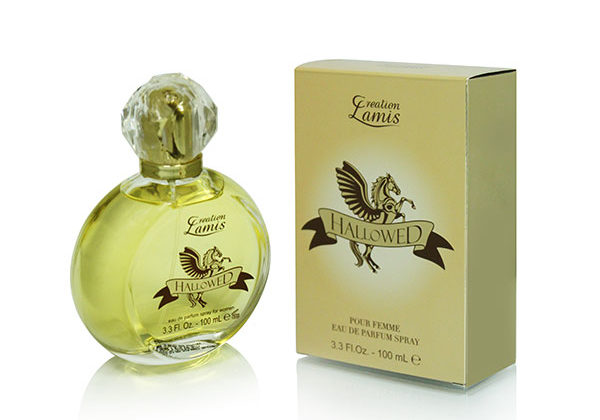 Creation
Lamis
HALLOWED
eau de parfum spray for women
3.3 Fl.Oz. - 100 mL ℮
Creation
Lamis
HALLOWED
POUR FEMME
EAU DE PARFUM SPRAY
3.3 Fl.Oz. - 100 mL ℮